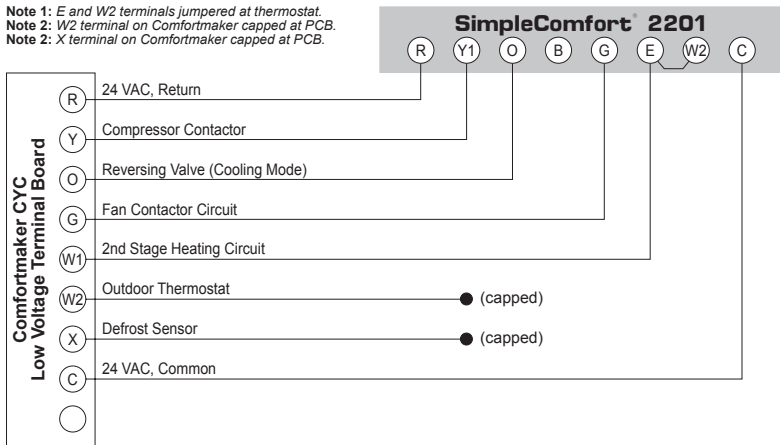 Note 1: E and W2 terminals jumpered at thermostat.
Note 2: W2 terminal on Comfortmaker capped at PCB.
Note 2: X terminal on Comfortmaker capped at PCB.
SimpleComfort® 2201
R Y1 O B G E W2 C
Comfortmaker CYC
Low Voltage Terminal Board
R 24 VAC, Return
Y Compressor Contactor
O Reversing Valve (Cooling Mode)
G Fan Contactor Circuit
W1 2nd Stage Heating Circuit
W2 Outdoor Thermostat (capped)
X Defrost Sensor (capped)
C 24 VAC, Common